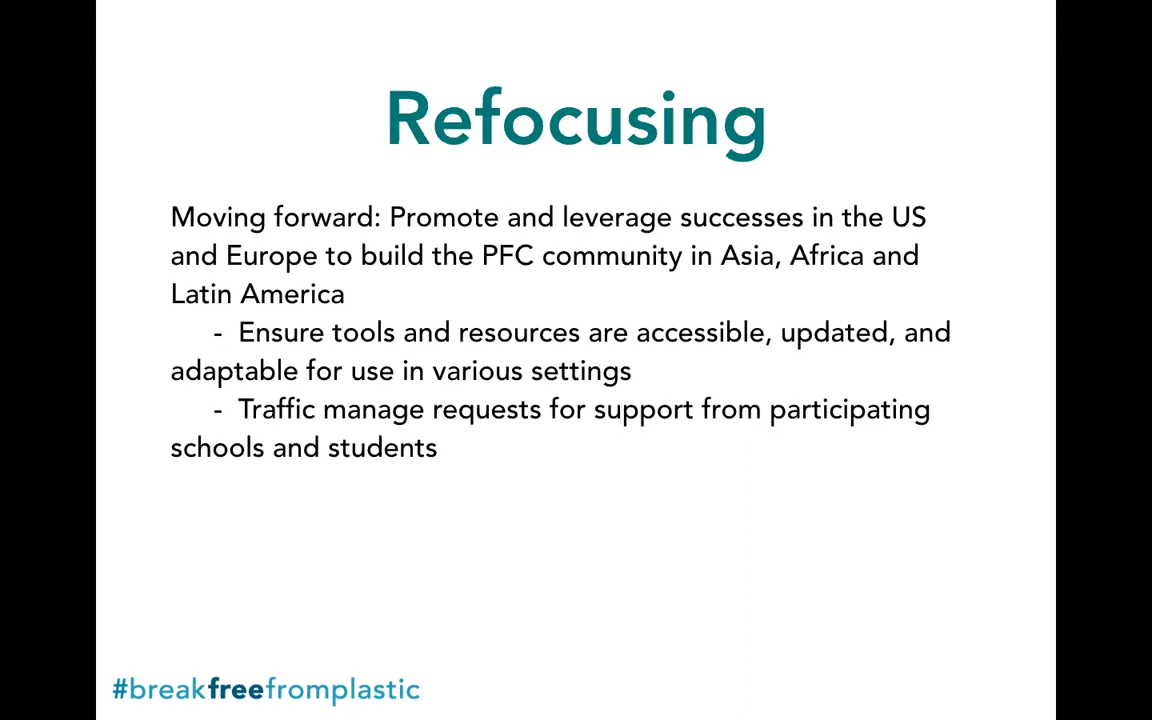 Refocusing
Moving forward: Promote and leverage successes in the US
and Europe to build the PFC community in Asia, Africa and
Latin America
- Ensure tools and resources are accessible, updated, and
adaptable for use in various settings
- Traffic manage requests for support from participating
schools and students
#breakfreefromplastic